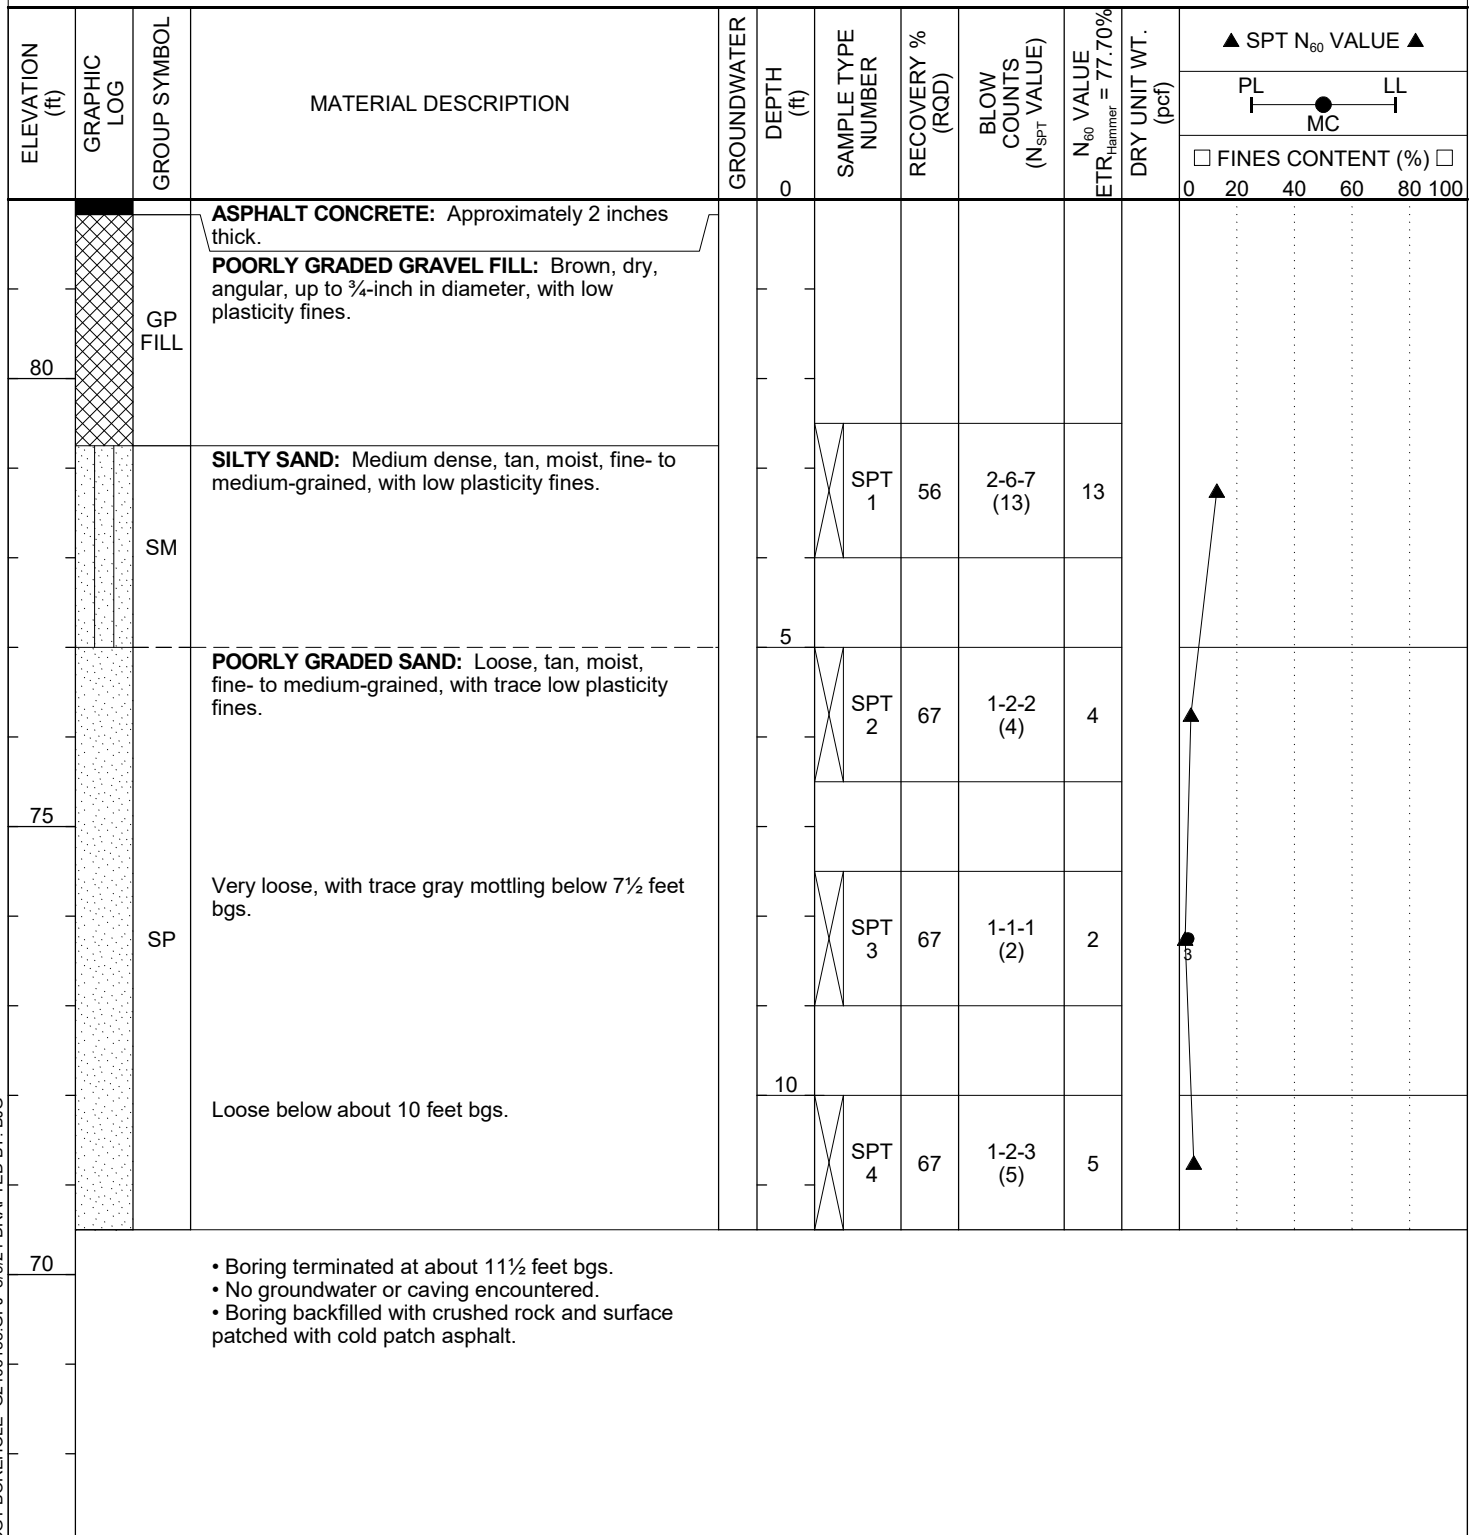 ELEVATION
(ft)
GRAPHIC
LOG
GROUP SYMBOL
MATERIAL DESCRIPTION
GROUNDWATER
DEPTH
(ft)
0
SAMPLE TYPE
NUMBER
RECOVERY %
(RQD)
BLOW
COUNTS
(N_SPT VALUE)
N_60 VALUE
ETR_Hammer = 77.70%
DRY UNIT WT.
(pcf)
▲ SPT N_60 VALUE ▲
PL LL
MC
□ FINES CONTENT (%) □
0 20 40 60 80 100
ASPHALT CONCRETE: Approximately 2 inches
thick.
POORLY GRADED GRAVEL FILL: Brown, dry,
angular, up to ¾-inch in diameter, with low
plasticity fines.
GP
FILL
80
SILTY SAND: Medium dense, tan, moist, fine- to
medium-grained, with low plasticity fines.
SM
SPT
1
56
2-6-7
(13)
13
5
POORLY GRADED SAND: Loose, tan, moist,
fine- to medium-grained, with trace low plasticity
fines.
SPT
2
67
1-2-2
(4)
4
75
Very loose, with trace gray mottling below 7½ feet
bgs.
SP
SPT
3
67
1-1-1
(2)
2
3
10
Loose below about 10 feet bgs.
SPT
4
67
1-2-3
(5)
5
70
• Boring terminated at about 11½ feet bgs.
• No groundwater or caving encountered.
• Boring backfilled with crushed rock and surface
patched with cold patch asphalt.